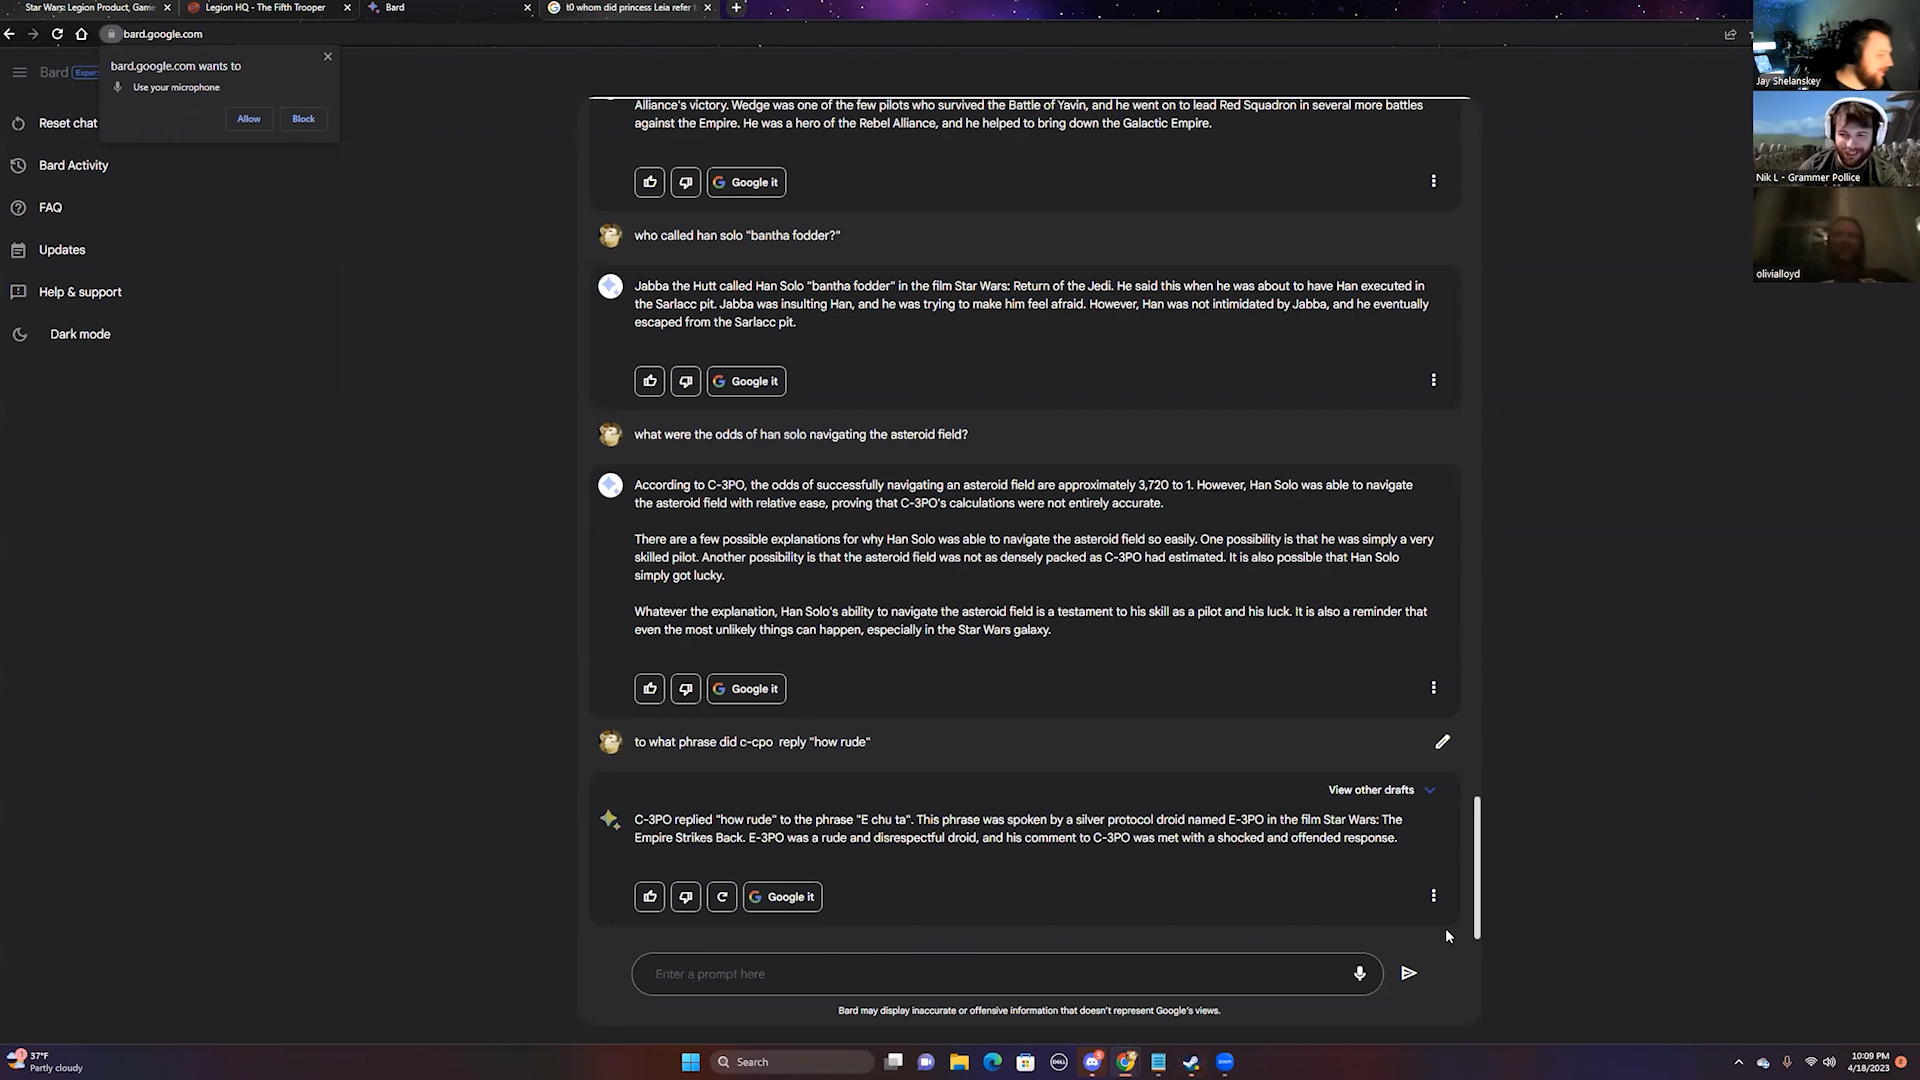 Star Wars: Legion Product, Game
Legion HQ - The Fifth Trooper
Bard
t0 whom did princess Leia refer
bard.google.com
bard.google.com wants to
Use your microphone
Allow
Block
Bard
Reset chat
Bard Activity
FAQ
Updates
Help & support
Dark mode
Alliance's victory. Wedge was one of the few pilots who survived the Battle of Yavin, and he went on to lead Red Squadron in several more battles
against the Empire. He was a hero of the Rebel Alliance, and he helped to bring down the Galactic Empire.
Google it
who called han solo "bantha fodder?"
Jabba the Hutt called Han Solo "bantha fodder" in the film Star Wars: Return of the Jedi. He said this when he was about to have Han executed in
the Sarlacc pit. Jabba was insulting Han, and he was trying to make him feel afraid. However, Han was not intimidated by Jabba, and he eventually
escaped from the Sarlacc pit.
Google it
what were the odds of han solo navigating the asteroid field?
According to C-3PO, the odds of successfully navigating an asteroid field are approximately 3,720 to 1. However, Han Solo was able to navigate
the asteroid field with relative ease, proving that C-3PO's calculations were not entirely accurate.
There are a few possible explanations for why Han Solo was able to navigate the asteroid field so easily. One possibility is that he was simply a very
skilled pilot. Another possibility is that the asteroid field was not as densely packed as C-3PO had estimated. It is also possible that Han Solo
simply got lucky.
Whatever the explanation, Han Solo's ability to navigate the asteroid field is a testament to his skill as a pilot and his luck. It is also a reminder that
even the most unlikely things can happen, especially in the Star Wars galaxy.
Google it
to what phrase did c-cpo reply "how rude"
View other drafts
C-3PO replied "how rude" to the phrase "E chu ta". This phrase was spoken by a silver protocol droid named E-3PO in the film Star Wars: The
Empire Strikes Back. E-3PO was a rude and disrespectful droid, and his comment to C-3PO was met with a shocked and offended response.
Google it
Enter a prompt here
Bard may display inaccurate or offensive information that doesn't represent Google's views.
Jay Shelanskey
Nik L - Grammer Pollice
olivialloyd
37°F
Partly cloudy
Search
10:09 PM
4/18/2023